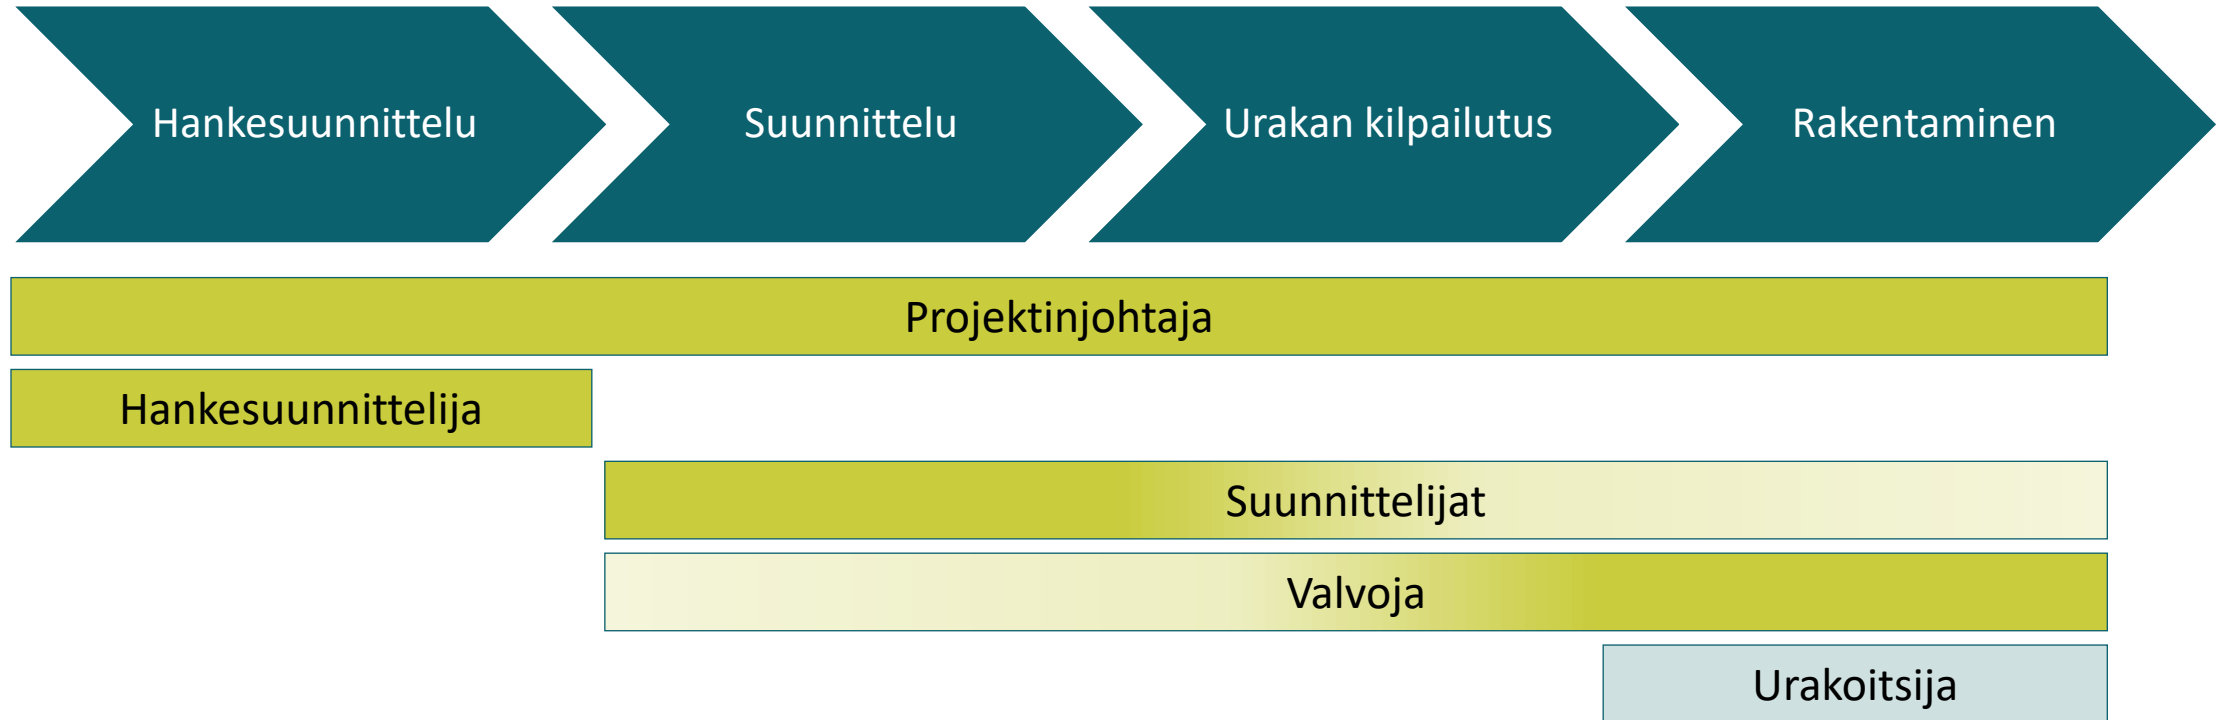 Hankesuunnittelu
Suunnittelu
Urakan kilpailutus
Rakentaminen
Projektinjohtaja
Hankesuunnittelija
Suunnittelijat
Valvoja
Urakoitsija